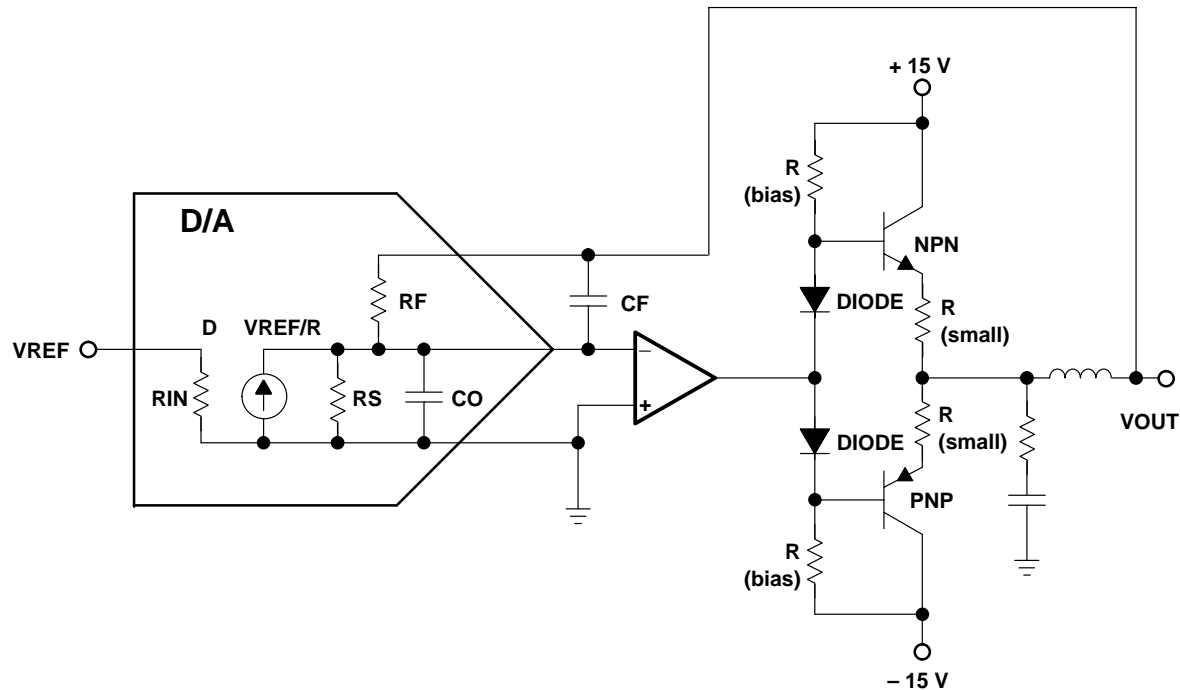 + 15 V
R
(bias)
D/A
NPN
RF
CF
DIODE
R
(small)
D
VREF/R
VREF
–
RIN
RS
CO
+
VOUT
DIODE
R
(small)
PNP
R
(bias)
– 15 V